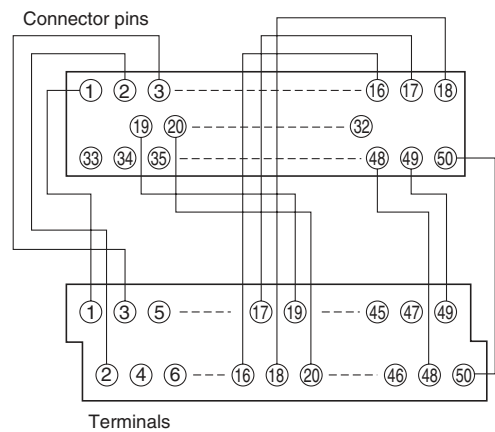 Connector pins
1 2 3 16 17 18
19 20 32
33 34 35 48 49 50
1 3 5 17 19 45 47 49
2 4 6 16 18 20 46 48 50
Terminals